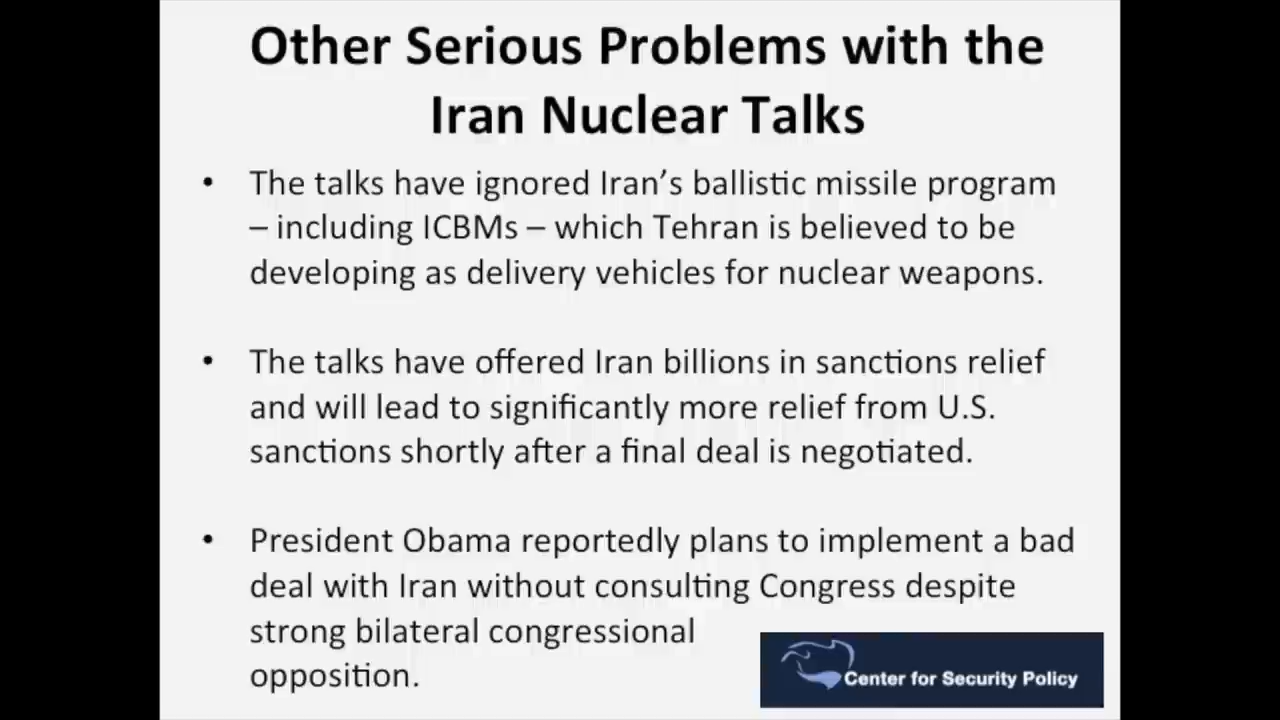 Other Serious Problems with the
Iran Nuclear Talks
• The talks have ignored Iran’s ballistic missile program
– including ICBMs – which Tehran is believed to be
developing as delivery vehicles for nuclear weapons.
• The talks have offered Iran billions in sanctions relief
and will lead to significantly more relief from U.S.
sanctions shortly after a final deal is negotiated.
• President Obama reportedly plans to implement a bad
deal with Iran without consulting Congress despite
strong bilateral congressional
opposition.
Center for Security Policy